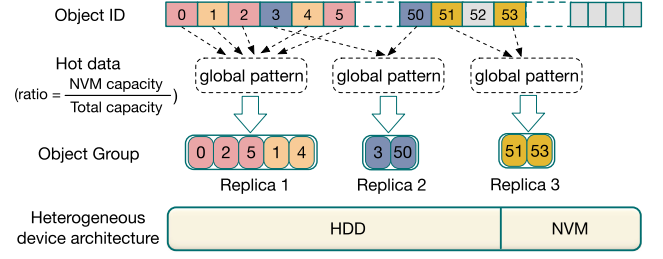 Object ID 0 1 2 3 4 5 50 51 52 53
Hot data
(ratio = NVM capacity / Total capacity)
global pattern global pattern global pattern
Object Group 0 2 5 1 4 3 50 51 53
Replica 1 Replica 2 Replica 3
Heterogeneous
device architecture HDD NVM